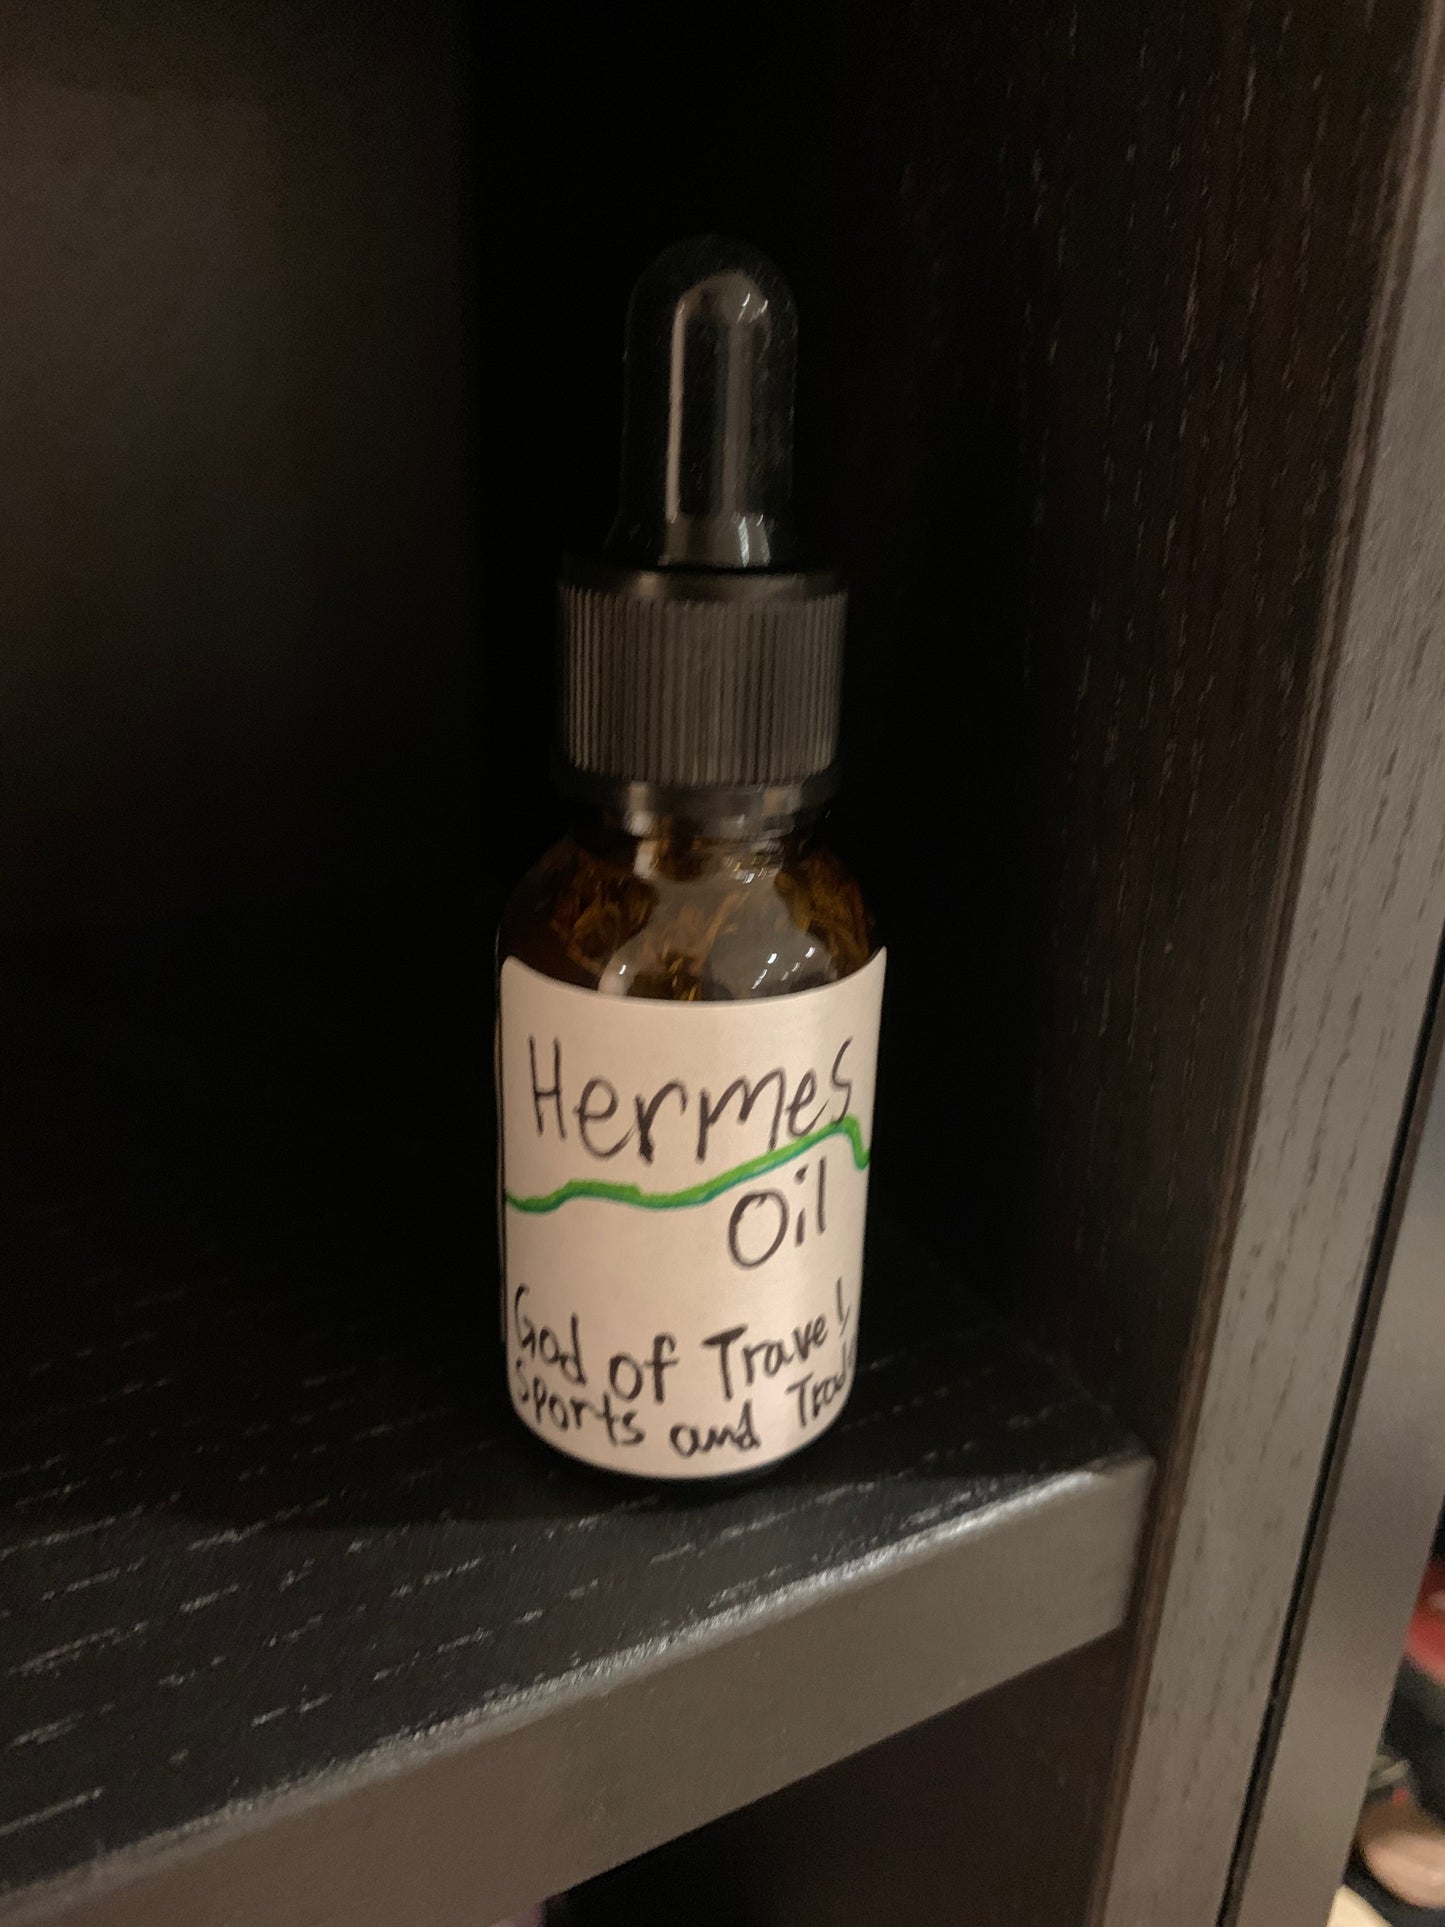 Hermes
Oil
God of Travel,
Sports and